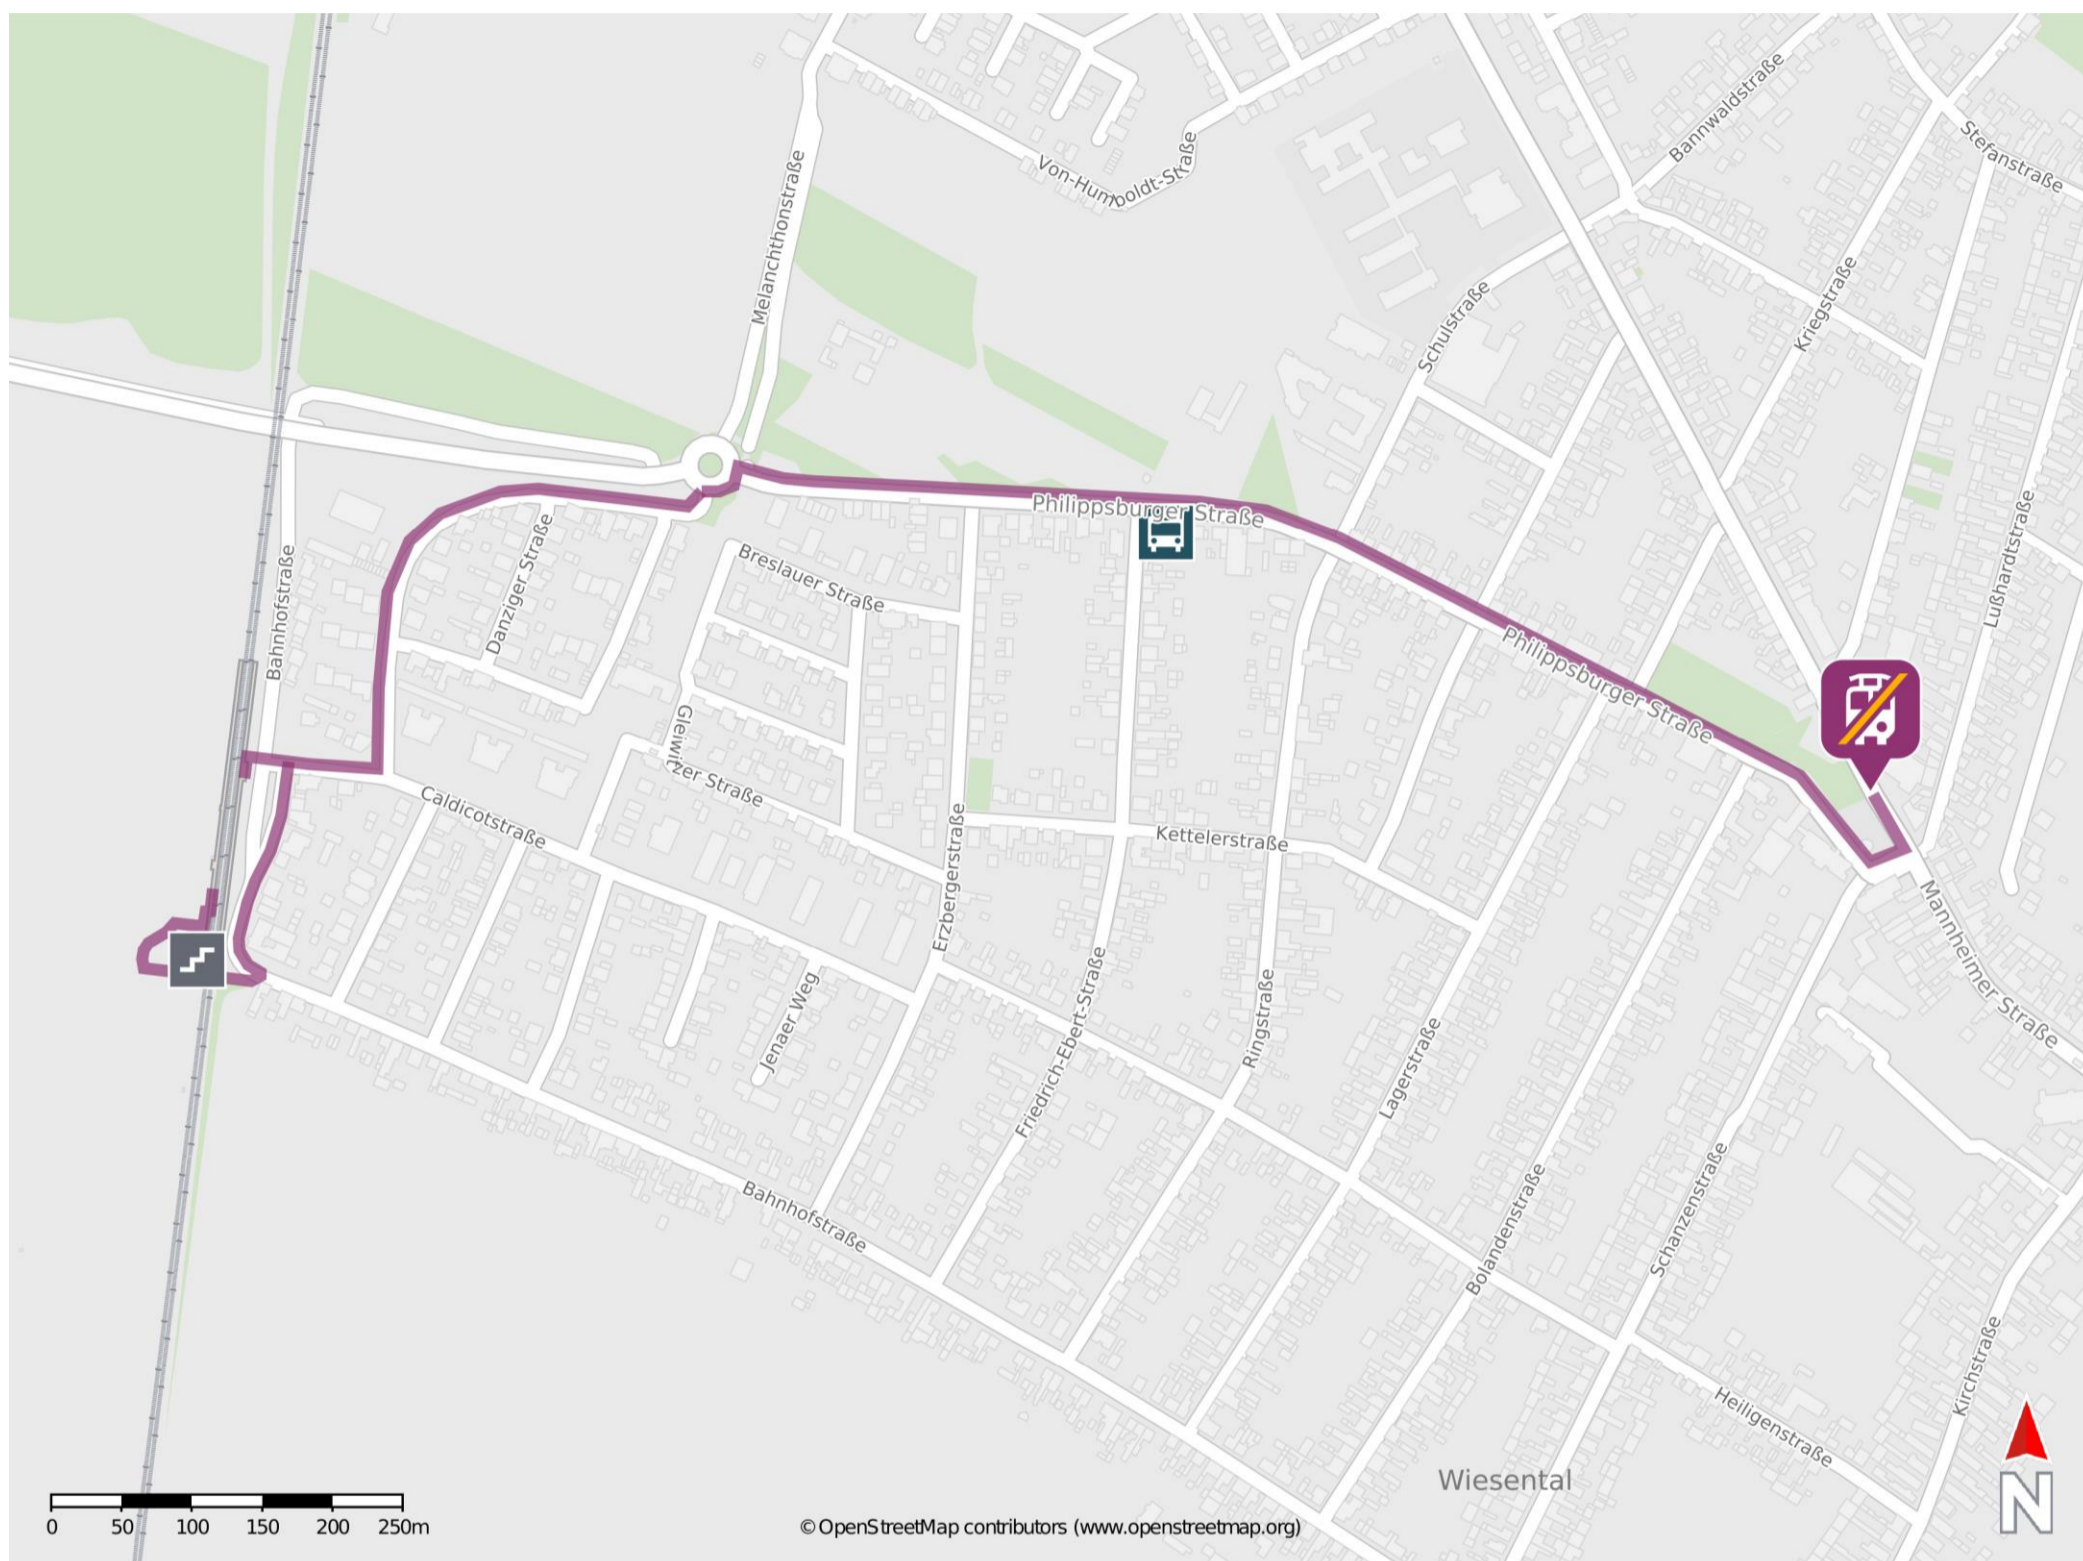 Bannwaldstraße
Stefanstraße
Von-Humboldt-Straße
Melanchthonstraße
Kriegstraße
Schulstraße
Philippsburger Straße
Lußhardtstraße
Danziger Straße
Bahnhofstraße
Breslauer Straße
Philippsburger Straße
Gleiwitzer Straße
Caldicotstraße
Kettelerstraße
Erzbergerstraße
Mannheimer Straße
Jenaer Weg
Friedrich-Ebert-Straße
Ringstraße
Lagerstraße
Bolandenstraße
Schanzenstraße
Bahnhofstraße
Kirchstraße
Heiligenstraße
Wiesental
N
0 50 100 150 200 250m
© OpenStreetMap contributors (www.openstreetmap.org)